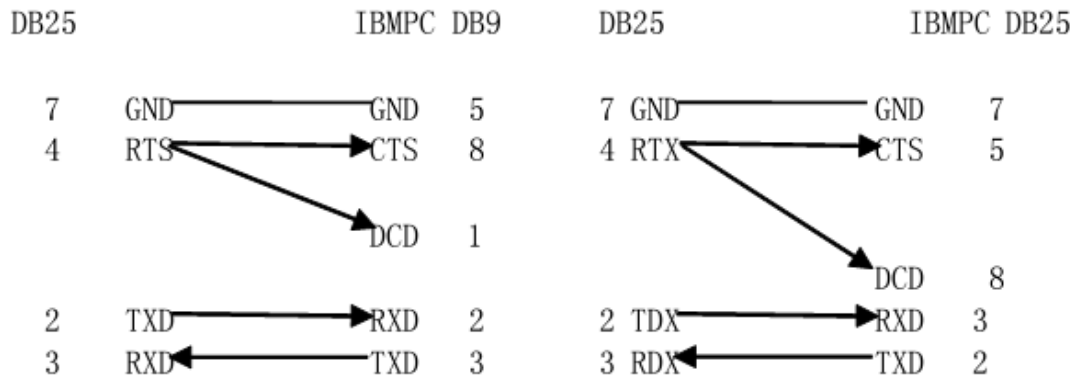 DB25 IBMPC DB9 DB25 IBMPC DB25
7 GND GND 5 7 GND GND 7
4 RTS CTS 8 4 RTX CTS 5
DCD 1
DCD 8
2 TXD RXD 2 2 TDX RXD 3
3 RXD TXD 3 3 RDX TXD 2